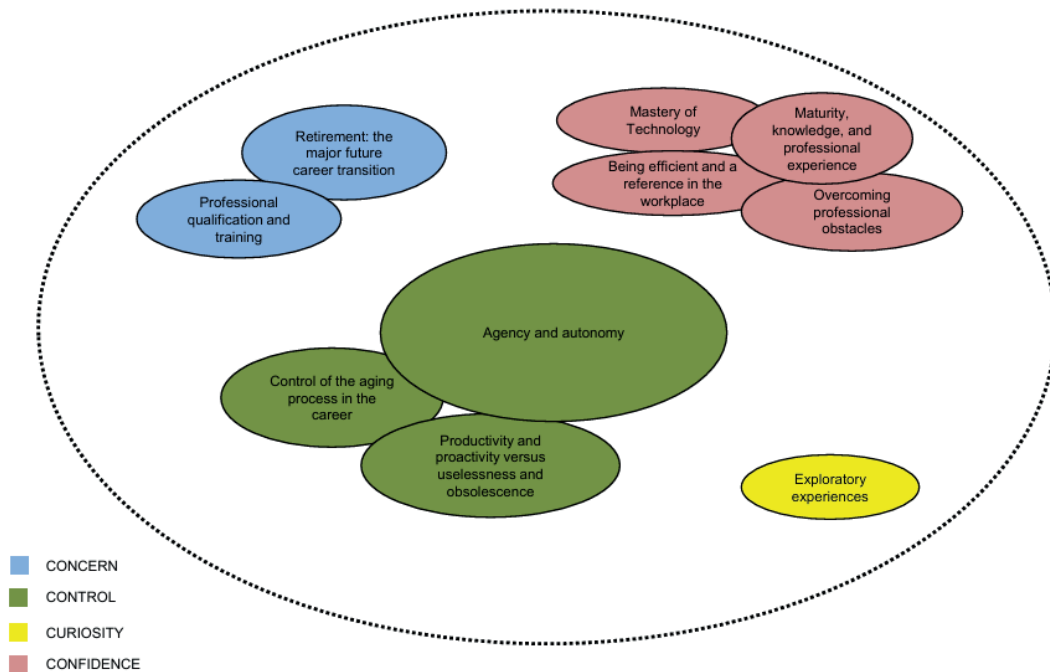 Retirement: the
major future
career transition
Professional
qualification and
training
Mastery of
Technology
Maturity,
knowledge, and
professional
experience
Being efficient and a
reference in the
workplace
Overcoming
professional
obstacles
Agency and autonomy
Control of the aging
process in the
career
Productivity and
proactivity versus
uselessness and
obsolescence
Exploratory
experiences
CONCERN
CONTROL
CURIOSITY
CONFIDENCE